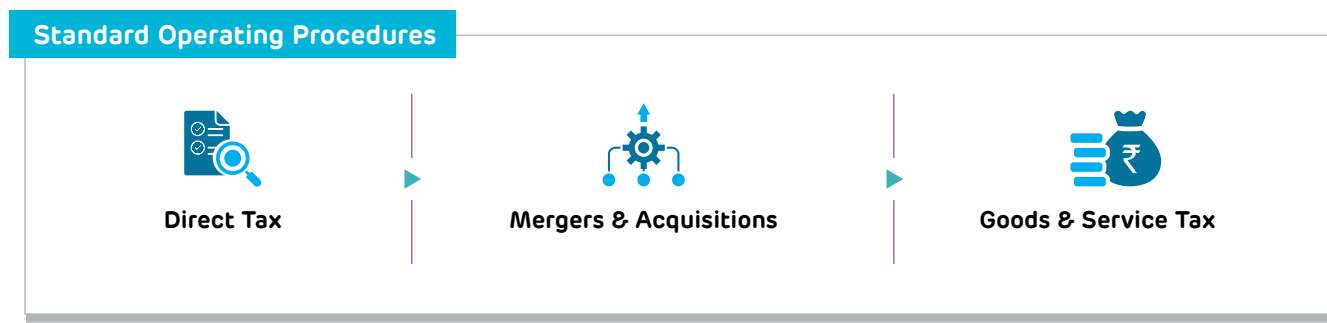 Standard Operating Procedures
₹
Direct Tax
Mergers & Acquisitions
Goods & Service Tax